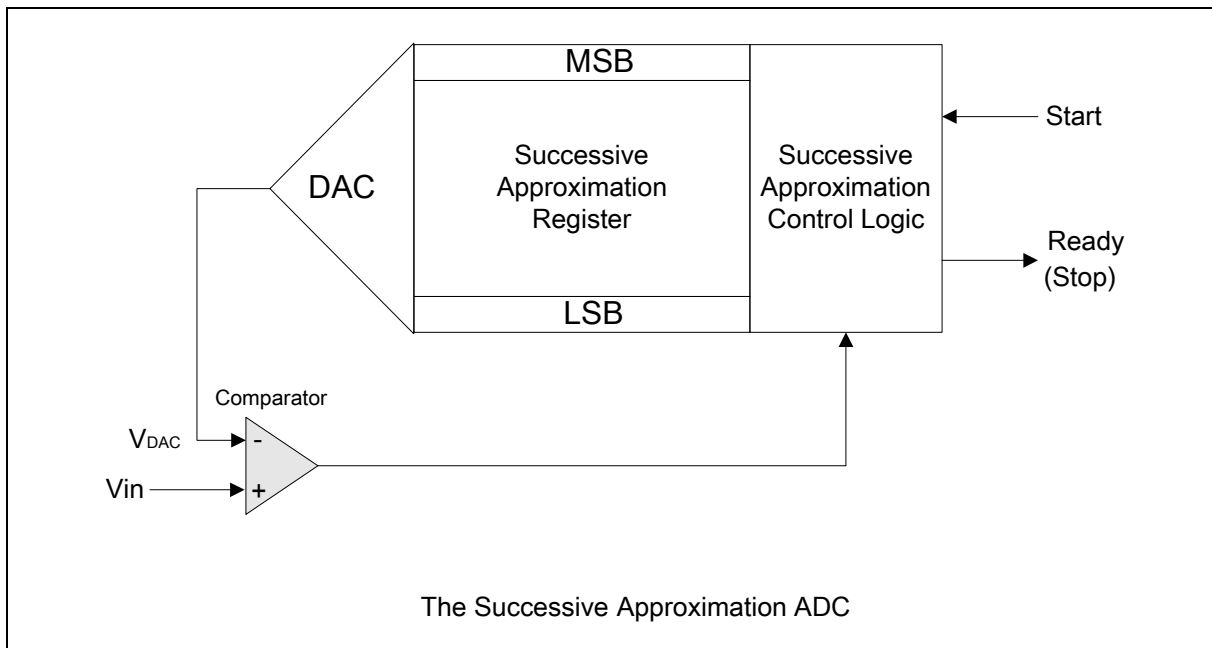 MSB
DAC
Successive
Approximation
Register
Successive
Approximation
Control Logic
Start
Ready
(Stop)
LSB
Comparator
VDAC
-
Vin
+
The Successive Approximation ADC